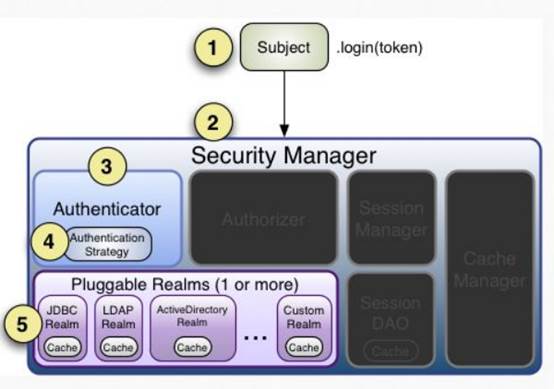 1
Subject
.login(token)
2
Security Manager
3
Authenticator
4
Authentication
Strategy
Authorizer
Session
Manager
Cache
Manager
Session
DAO
Cache
Pluggable Realms (1 or more)
5
JDBC
Realm
Cache
LDAP
Realm
Cache
ActiveDirectory
Realm
Cache
...
Custom
Realm
Cache